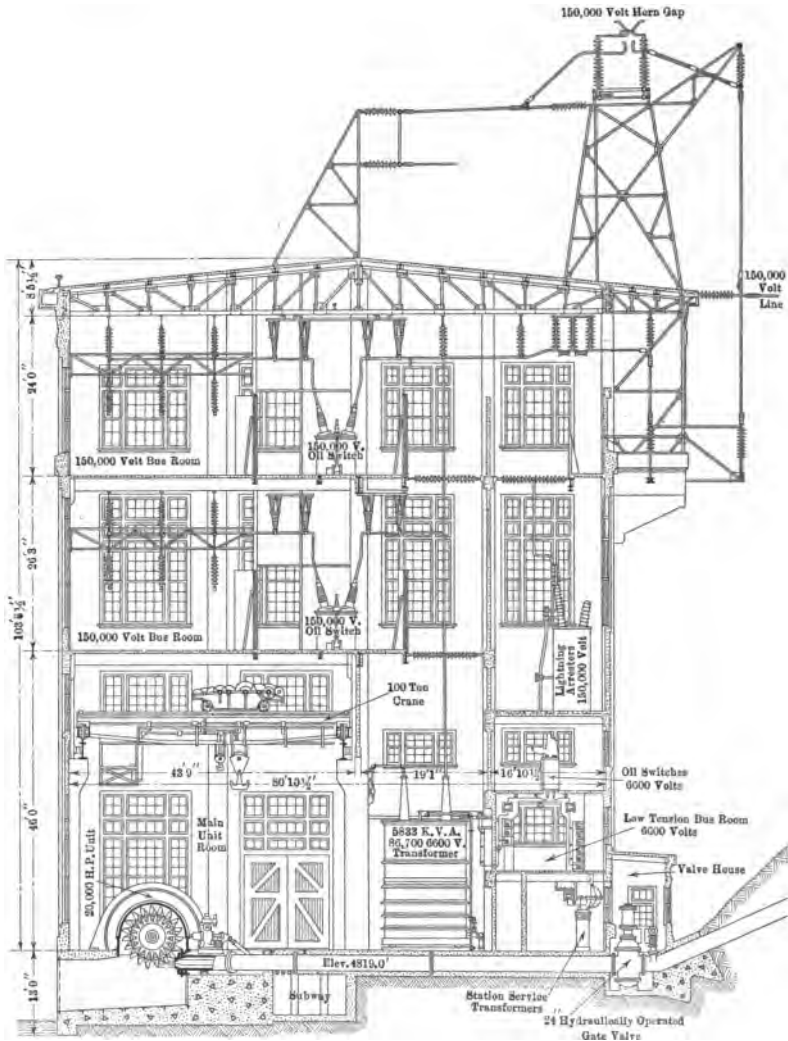 150,000 Volt Horn Gap
150,000
Volt
Line
8'5½"
24'0"
150,000 Volt Bus Room
150,000 V.
Oil Switch
26'3"
150,000 Volt Bus Room
150,000 V.
Oil Switch
Lightning
Arresters
150,000 Volt
100 Ton
Crane
43'9"
19'1"
16'10½"
80'10½"
Oil Switches
6600 Volts
46'0"
20,000 H.P. Unit
Main
Unit
Room
5833 K.V.A.
86,700 6600 V.
Transformer
Low Tension Bus Room
6600 Volts
Valve House
Elev. 4819.0'
13'0"
Subway
Station Service
Transformers
24" Hydraulically Operated
Gate Valve